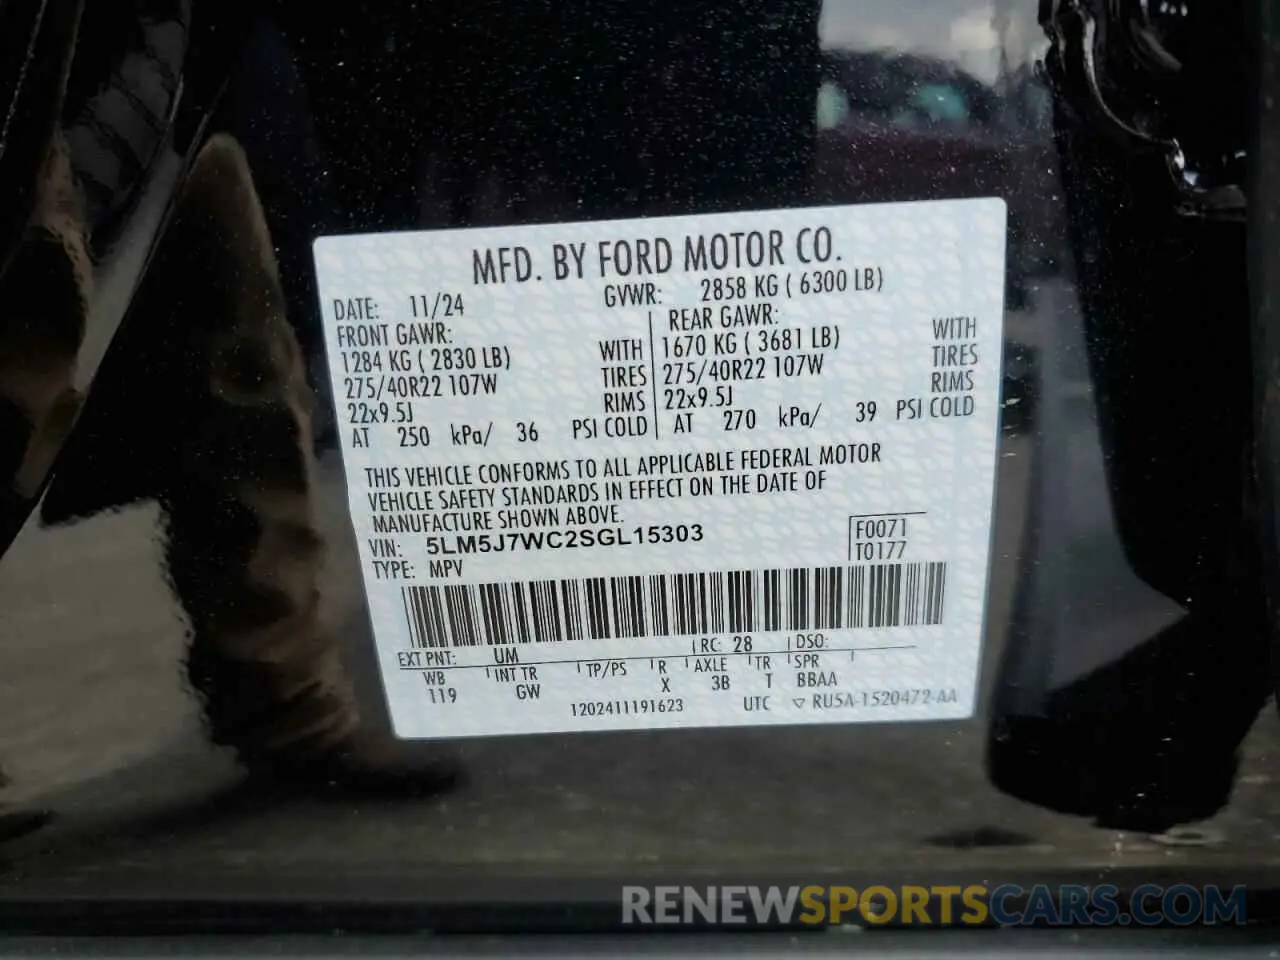 MFD. BY FORD MOTOR CO.
DATE: 11/24 GVWR: 2858 KG ( 6300 LB)
FRONT GAWR: REAR GAWR:
1284 KG ( 2830 LB) WITH 1670 KG ( 3681 LB) WITH
275/40R22 107W TIRES 275/40R22 107W TIRES
22x9.5J RIMS 22x9.5J RIMS
AT 250 kPa/ 36 PSI COLD AT 270 kPa/ 39 PSI COLD
THIS VEHICLE CONFORMS TO ALL APPLICABLE FEDERAL MOTOR
VEHICLE SAFETY STANDARDS IN EFFECT ON THE DATE OF
MANUFACTURE SHOWN ABOVE.
VIN: 5LM5J7WC2SGL15303 F0071
TYPE: MPV T0177
EXT PNT: UM RC: 28 DSO:
WB INT TR TP/PS R AXLE TR SPR
119 GW X 3B T BBAA
1202411191623 UTC ▽ RU5A-1520472-AA
RENEWSPORTSCARS.COM